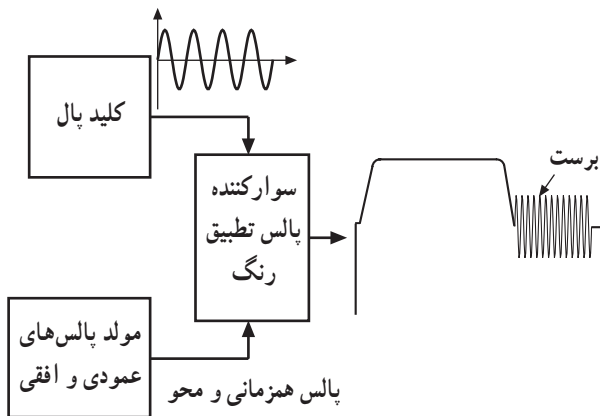 کلید پال
سوارکننده
پالس تطبیق
رنگ
برست
مولد پالس‌های
عمودی و افقی
پالس همزمانی و محو